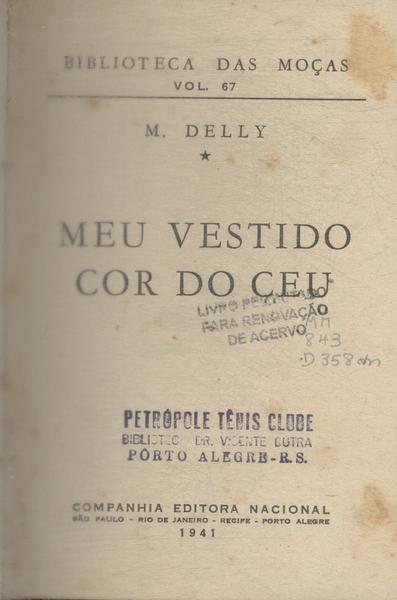 BIBLIOTECA DAS MOÇAS
VOL. 67
M. DELLY
★
MEU VESTIDO
COR DO CEU
LIVRO PERMUTADO
PARA RENOVAÇÃO
DE ACERVO
843
D 358
PETRÓPOLE TÊNIS CLUBE
BIBLIOTEC DR. VICENTE DUTRA
PÔRTO ALEGRE-R.S.
COMPANHIA EDITORA NACIONAL
SÃO PAULO - RIO DE JANEIRO - RECIFE - PORTO ALEGRE
1941